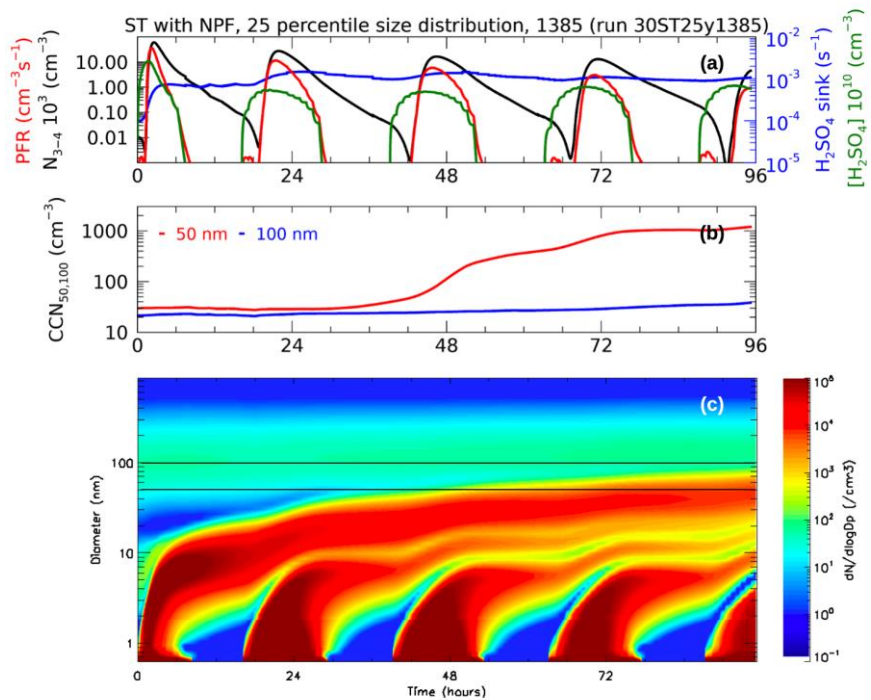 ST with NPF, 25 percentile size distribution, 1385 (run 30ST25y1385)
PFR (cm⁻³s⁻¹)
N₃₋₄ 10³ (cm⁻³)
100.00
10.00
1.00
0.10
0.01
(a)
10⁻²
10⁻³
10⁻⁴
10⁻⁵
H₂SO₄ sink (s⁻¹)
[H₂SO₄] 10¹⁰ (cm⁻³)
0 24 48 72 96
CCN₅₀,₁₀₀ (cm⁻³)
1000
100
10
- 50 nm - 100 nm
(b)
0 24 48 72 96
Diameter (nm)
100
10
1
(c)
0 24 48 72
Time (hours)
10⁶
10⁴
10³
10²
10¹
10⁰
10⁻¹
dN/dlogDp (/cm3)